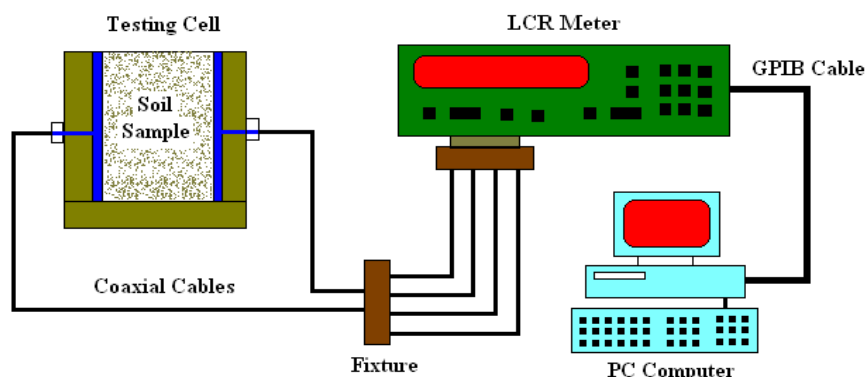 Testing Cell
LCR Meter
GPIB Cable
Soil
Sample
Coaxial Cables
Fixture
PC Computer